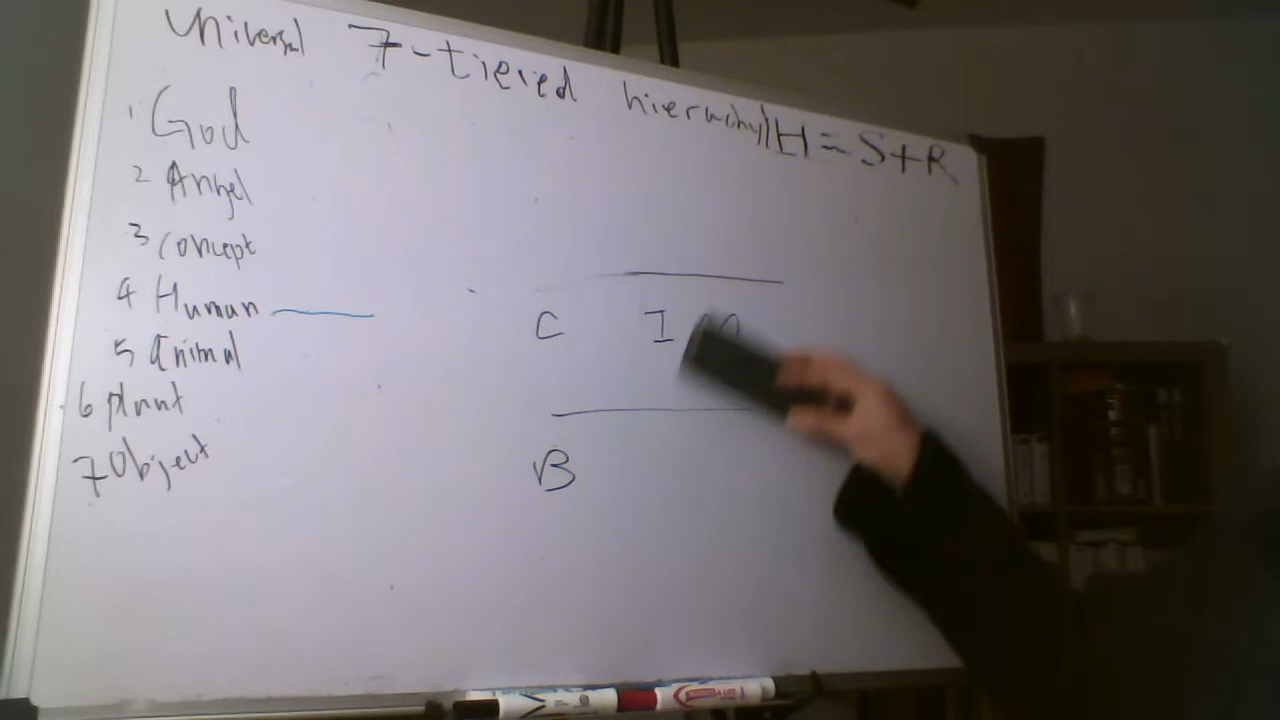 Universal 7-tiered hierarchy|H=S+R
1 God
2 Angel
3 concept
4 Human
5 Animal
6 plant
7 Object
C I
B